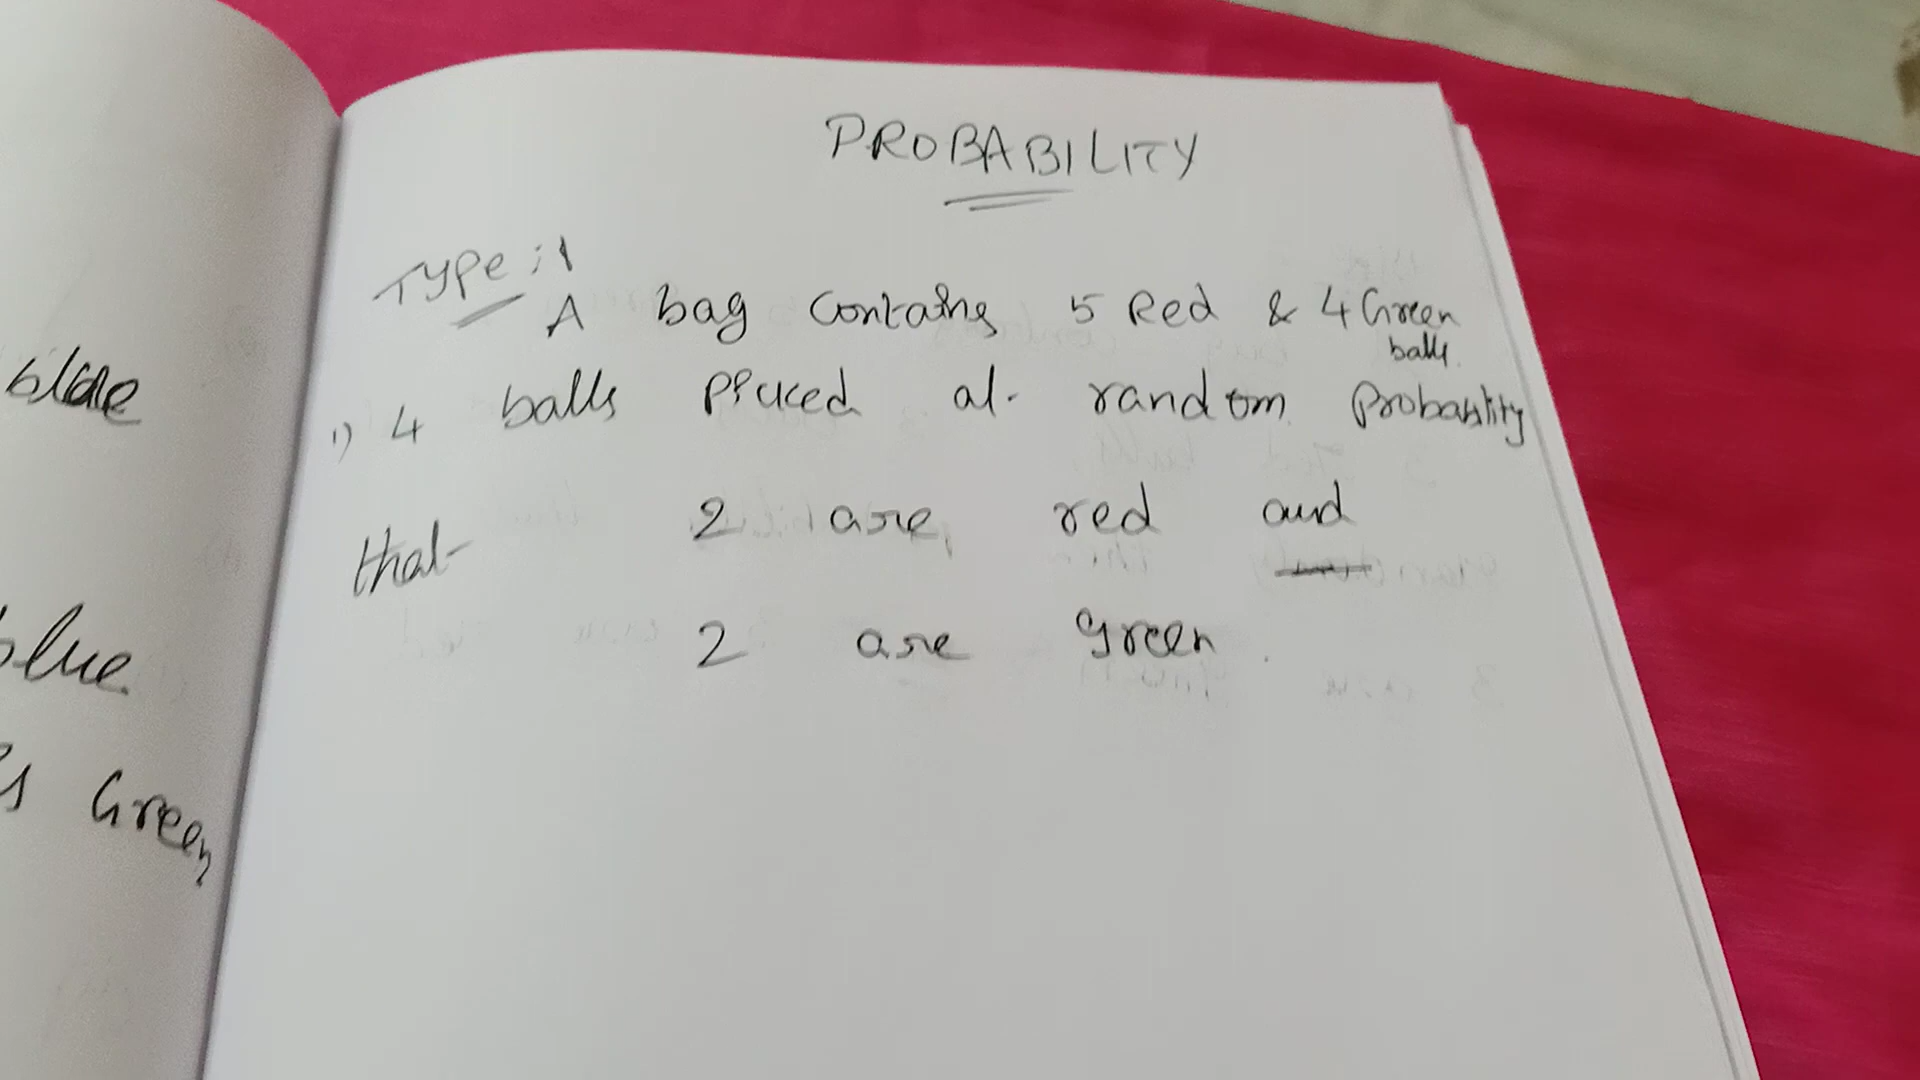 blue
blue
Green
PROBABILITY
Type:1
A bag contains 5 Red & 4 Green
balls.
1) 4 balls picked at random. Probability
that 2 are red and
2 are green.